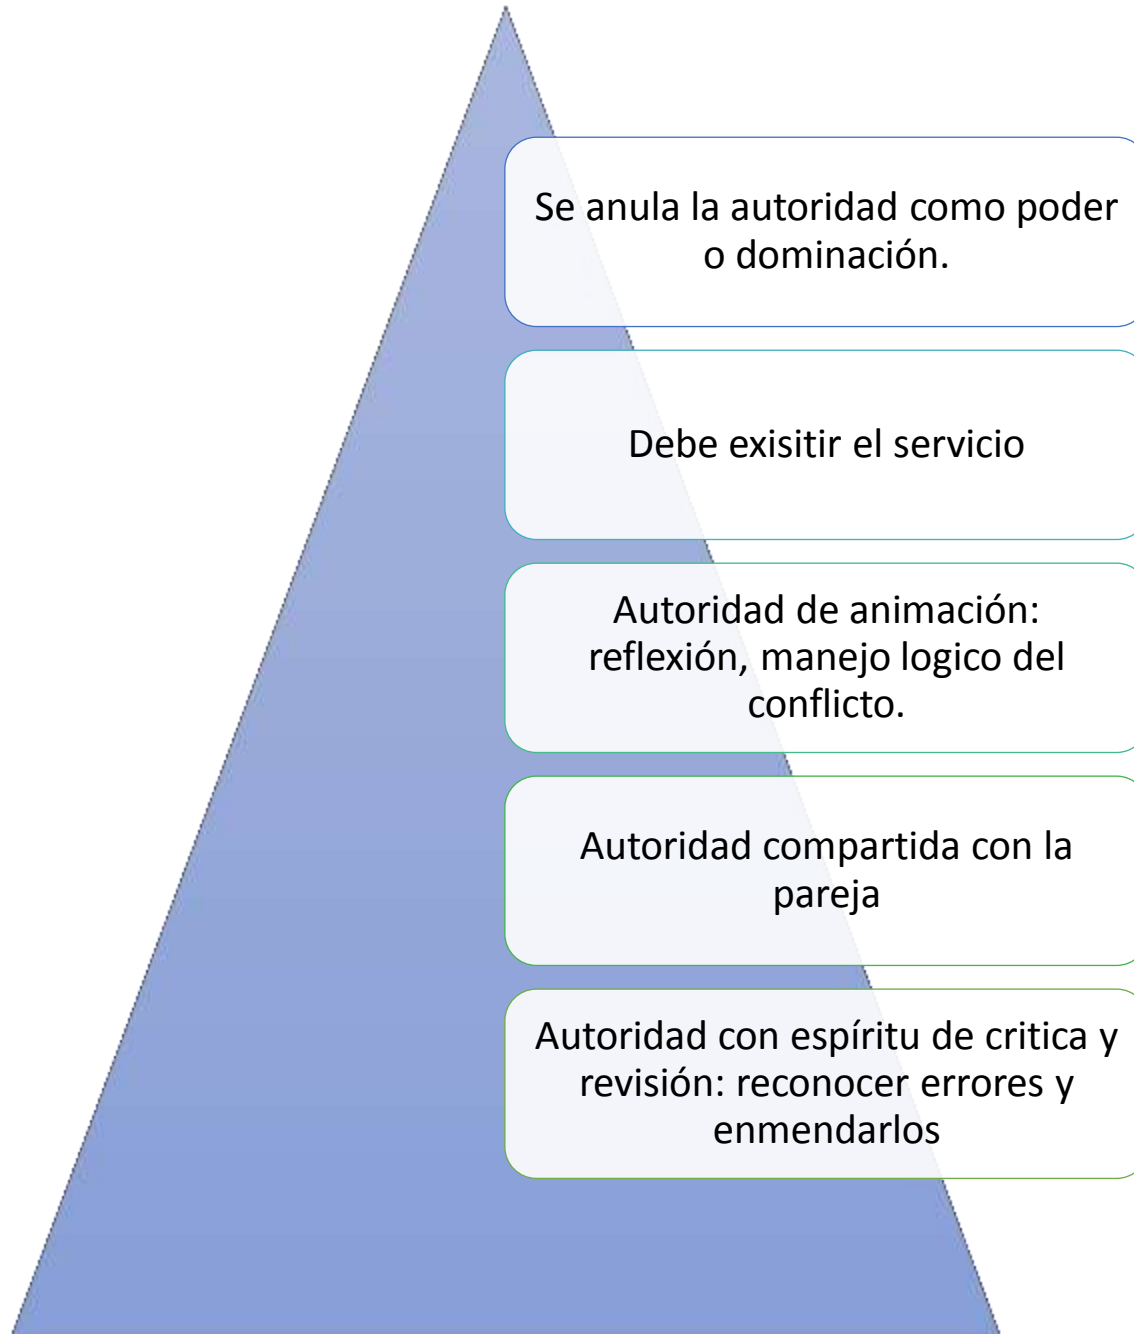 Se anula la autoridad como poder
o dominación.
Debe exisitir el servicio
Autoridad de animación:
reflexión, manejo logico del
conflicto.
Autoridad compartida con la
pareja
Autoridad con espíritu de critica y
revisión: reconocer errores y
enmendarlos